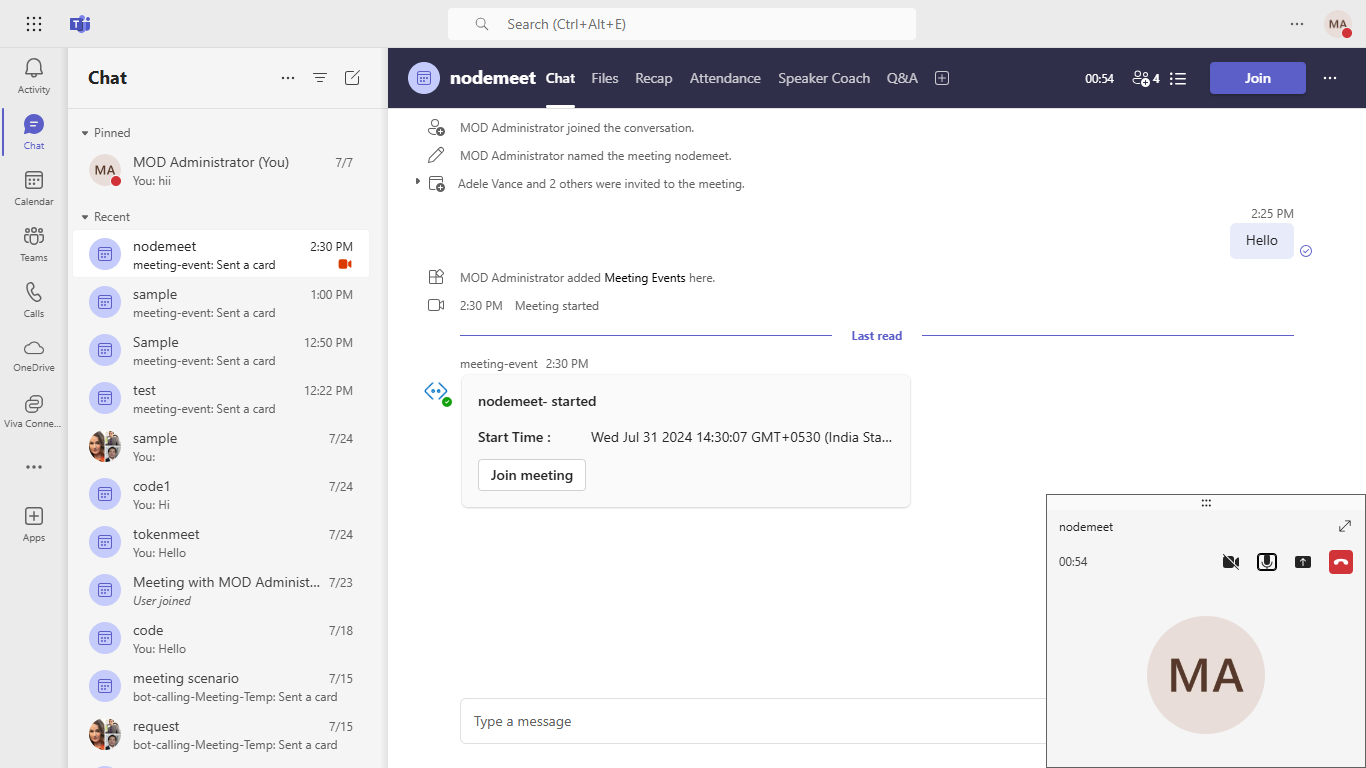 Search (Ctrl+Alt+E)
MA
Activity
Chat
Calendar
Teams
Calls
OneDrive
Viva Conne...
Apps
Chat
Pinned
MA
MOD Administrator (You)
7/7
You: hii
Recent
nodemeet
2:30 PM
meeting-event: Sent a card
sample
1:00 PM
meeting-event: Sent a card
Sample
12:50 PM
meeting-event: Sent a card
test
12:22 PM
meeting-event: Sent a card
sample
7/24
You:
code1
7/24
You: Hi
tokenmeet
7/24
You: Hello
Meeting with MOD Administ...
7/23
User joined
code
7/18
You: Hello
meeting scenario
7/15
bot-calling-Meeting-Temp: Sent a card
request
7/15
bot-calling-Meeting-Temp: Sent a card
nodemeet Chat Files Recap Attendance Speaker Coach Q&A
00:54
4
Join
MOD Administrator joined the conversation.
MOD Administrator named the meeting nodemeet.
Adele Vance and 2 others were invited to the meeting.
2:25 PM
Hello
MOD Administrator added Meeting Events here.
2:30 PM Meeting started
Last read
meeting-event 2:30 PM
nodemeet- started
Start Time : Wed Jul 31 2024 14:30:07 GMT+0530 (India Sta...
Join meeting
Type a message
nodemeet
00:54
MA